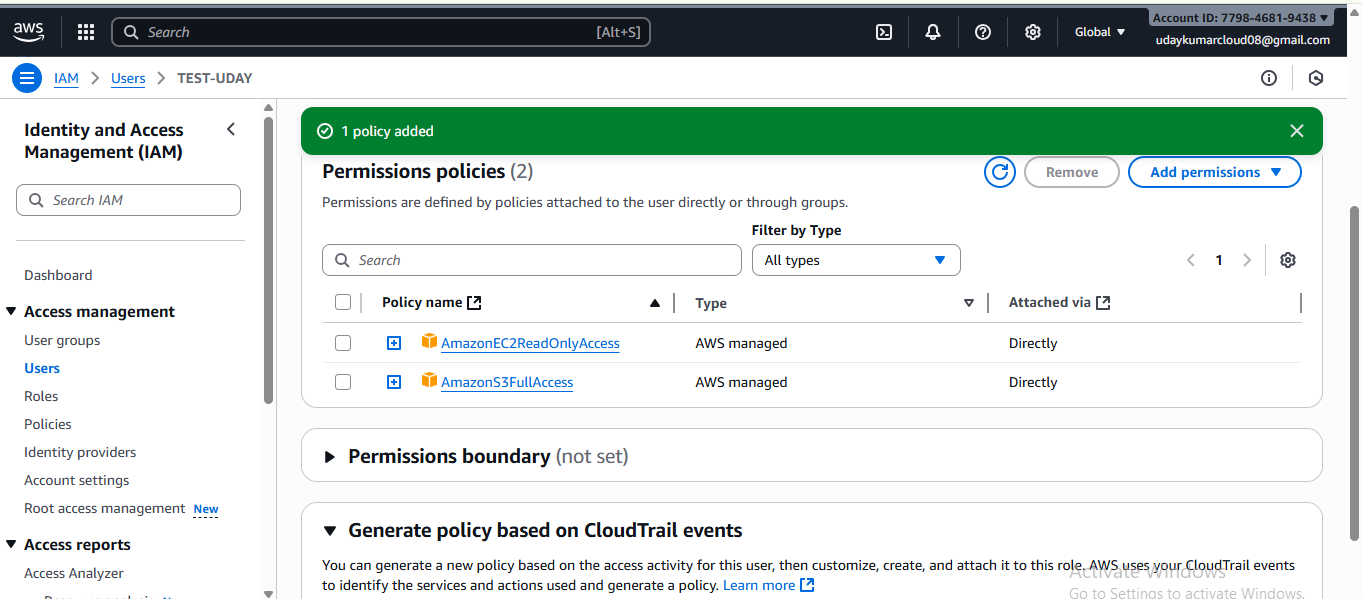 aws
Search [Alt+S]
Global
Account ID: 7798-4681-9438
udaykumarcloud08@gmail.com
IAM > Users > TEST-UDAY
Identity and Access
Management (IAM)
Search IAM
Dashboard
Access management
User groups
Users
Roles
Policies
Identity providers
Account settings
Root access management New
Access reports
Access Analyzer
1 policy added
Permissions policies (2)
Remove
Add permissions
Permissions are defined by policies attached to the user directly or through groups.
Filter by Type
Search
All types
1
Policy name Type Attached via
AmazonEC2ReadOnlyAccess AWS managed Directly
AmazonS3FullAccess AWS managed Directly
Permissions boundary (not set)
Generate policy based on CloudTrail events
You can generate a new policy based on the access activity for this user, then customize, create, and attach it to this role. AWS uses your CloudTrail events
to identify the services and actions used and generate a policy. Learn more
Activate Windows
Go to Settings to activate Windows.